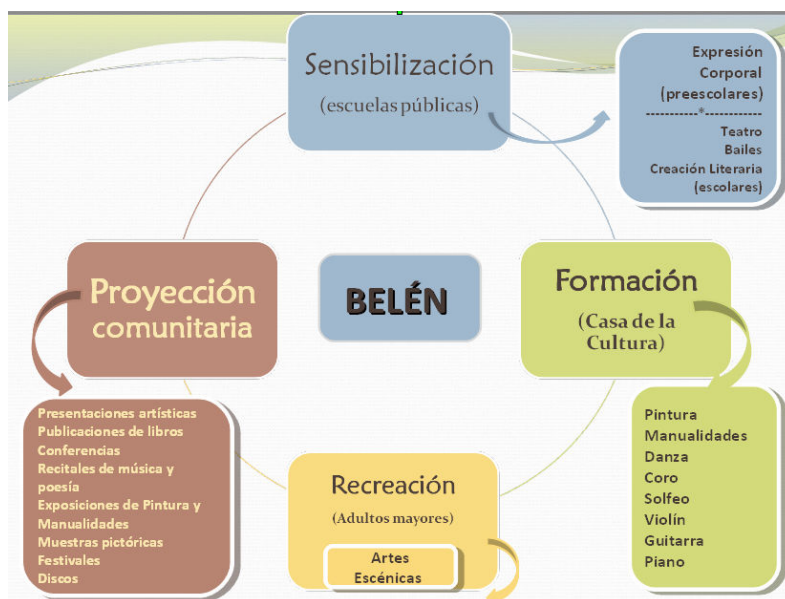 Sensibilización
(escuelas públicas)
Expresión
Corporal
(preescolares)
-----------*------------
Teatro
Bailes
Creación Literaria
(escolares)
Proyección
comunitaria
BELÉN
Formación
(Casa de la
Cultura)
Presentaciones artísticas
Publicaciones de libros
Conferencias
Recitales de música y
poesía
Exposiciones de Pintura y
Manualidades
Muestras pictóricas
Festivales
Discos
Recreación
(Adultos mayores)
Artes
Escénicas
Pintura
Manualidades
Danza
Coro
Solfeo
Violín
Guitarra
Piano